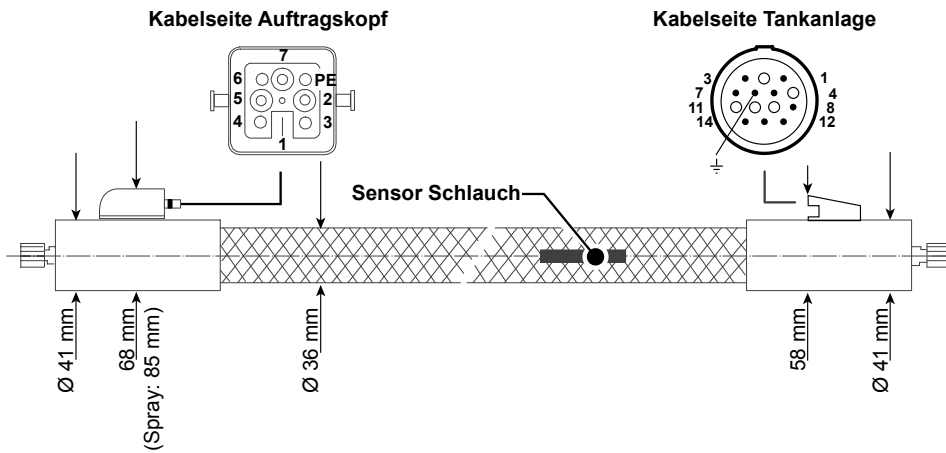 Kabelseite Auftragskopf
Kabelseite Tankanlage
7
6
PE
5
2
4
3
1
3
1
7
4
11
8
14
12
Sensor Schlauch
Ø 41 mm
68 mm
(Spray: 85 mm)
Ø 36 mm
58 mm
Ø 41 mm